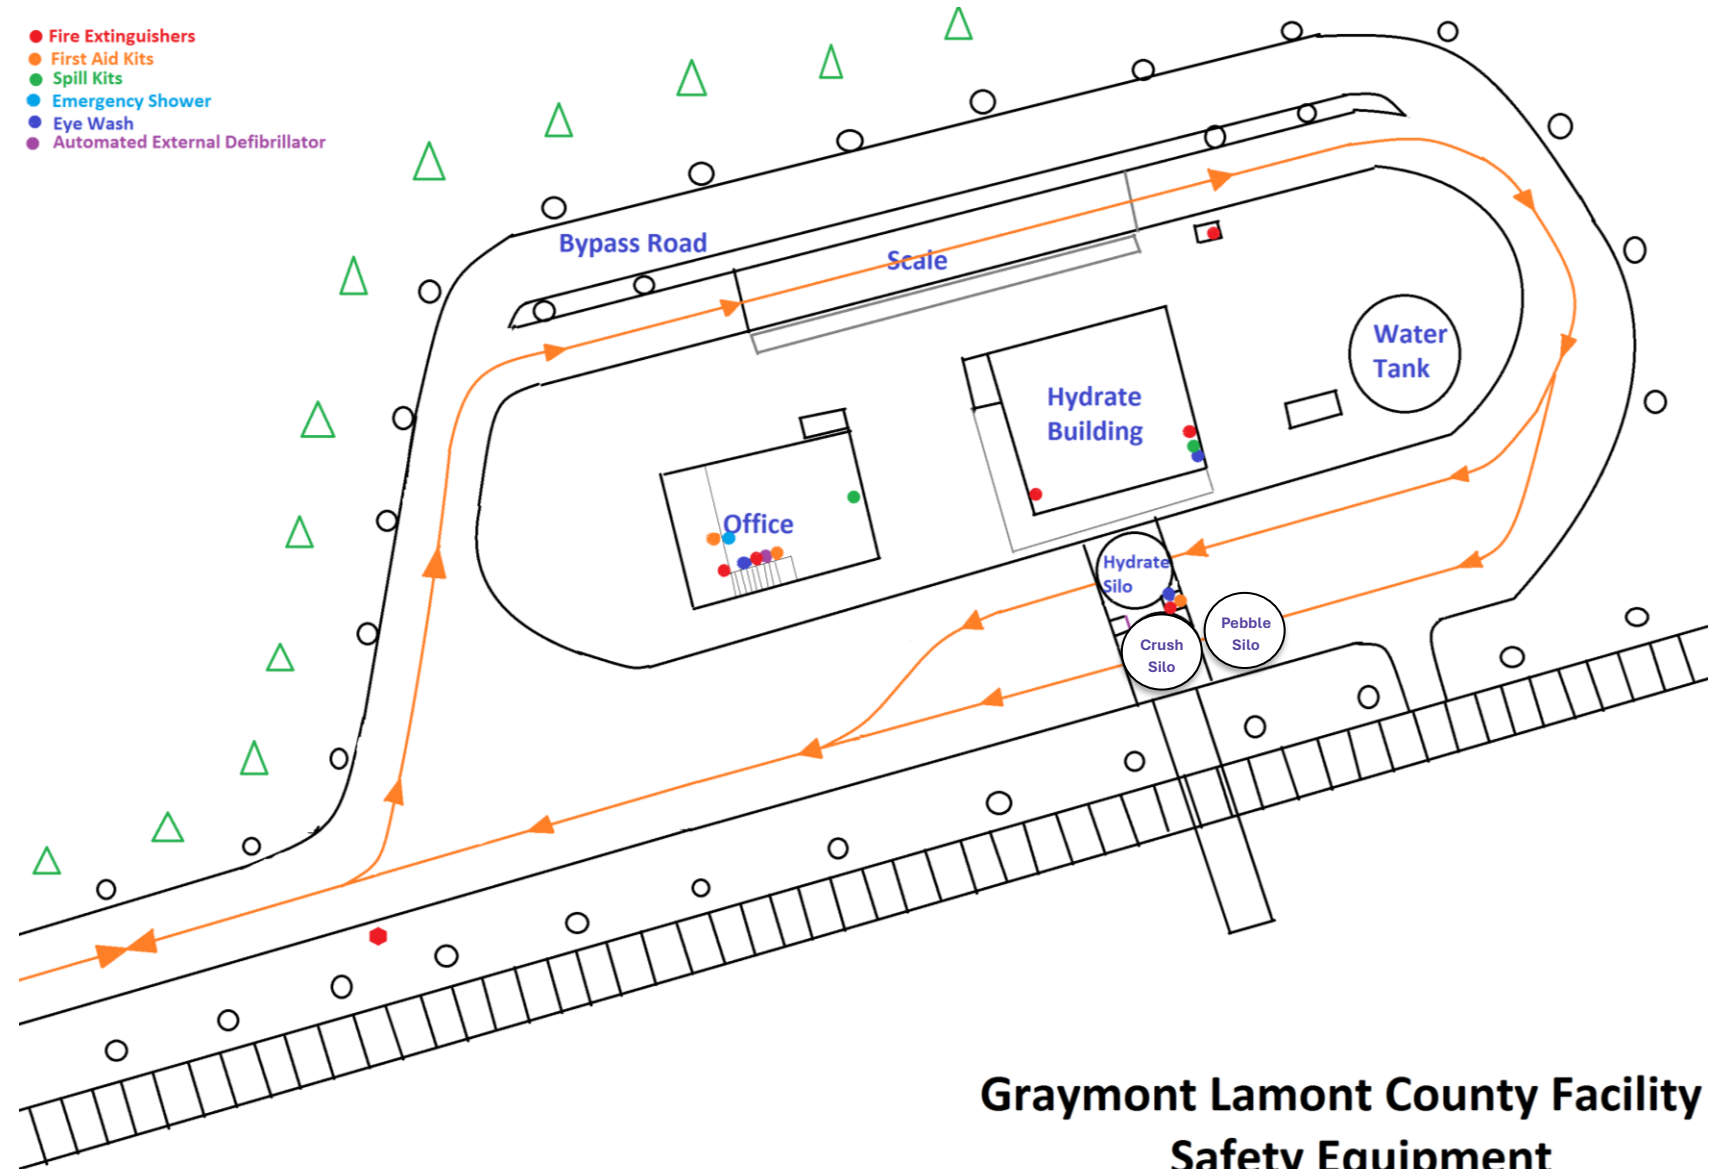 Fire Extinguishers
First Aid Kits
Spill Kits
Emergency Shower
Eye Wash
Automated External Defibrillator
Bypass Road
Scale
Water
Tank
Hydrate
Building
Office
Hydrate
Silo
Pebble
Silo
Crush
Silo
Graymont Lamont County Facility
Safety Equipment